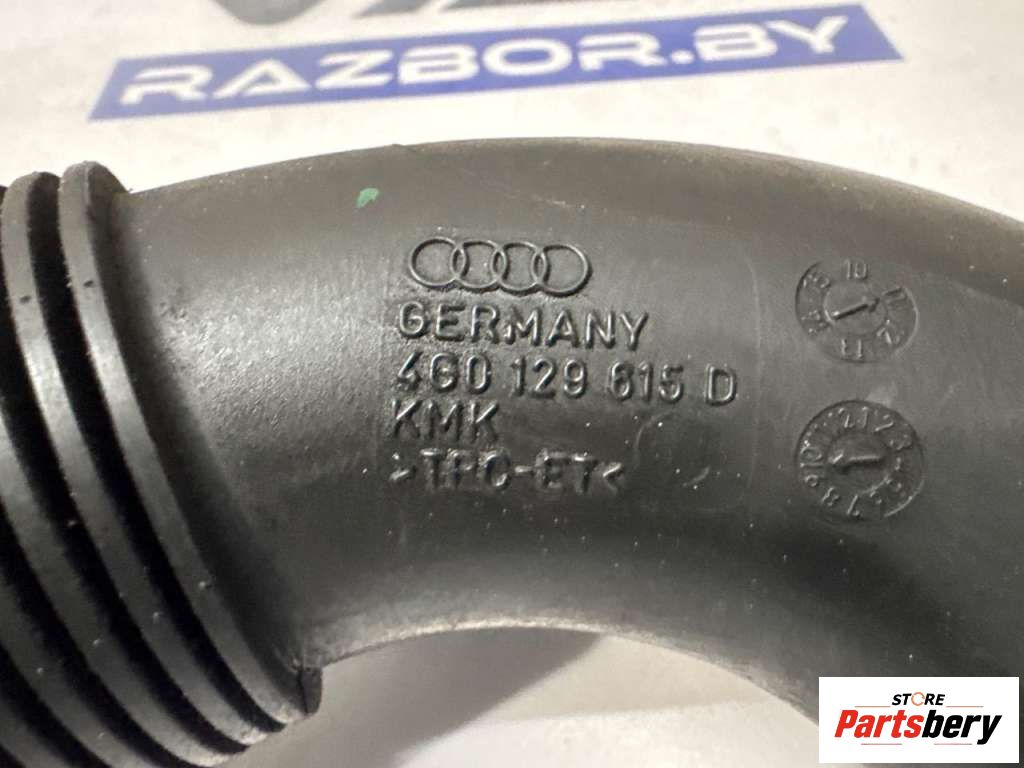 RAZBOR.BY
GERMANY
4G0 129 615 D
KMK
>TPC-ET<
STORE
Partsbery